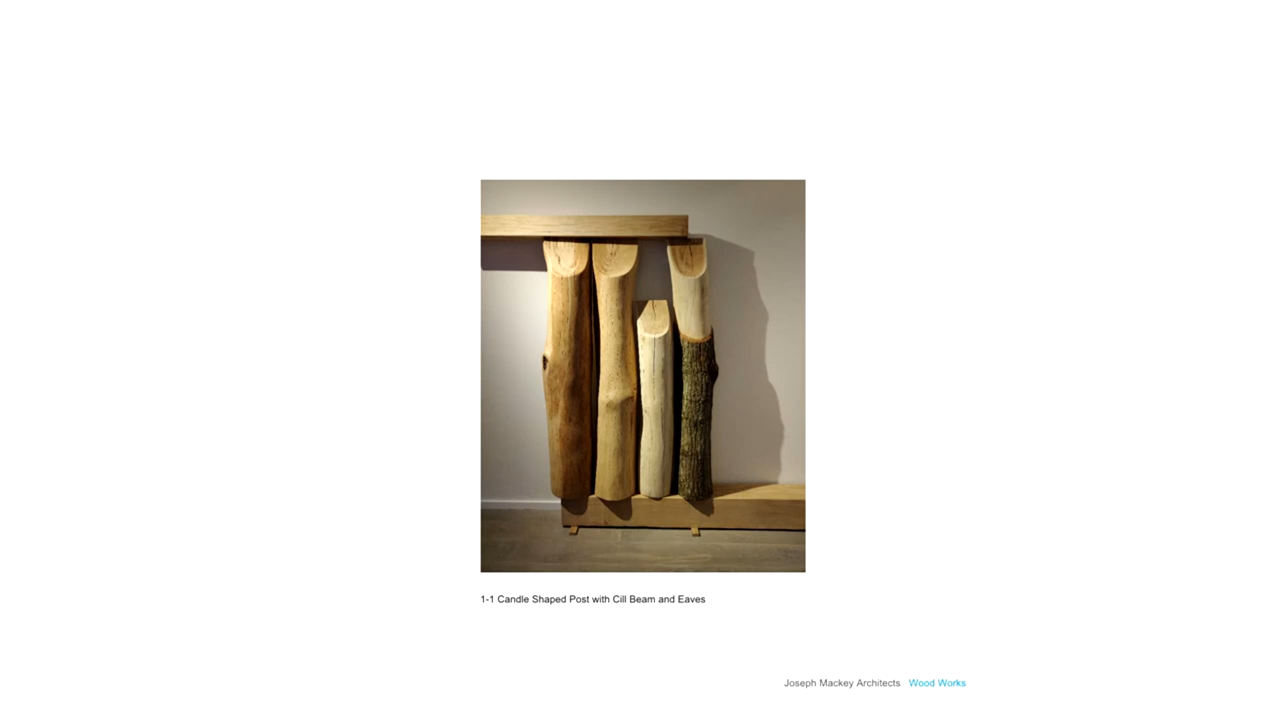 1-1 Candle Shaped Post with Cill Beam and Eaves
Joseph Mackey Architects Wood Works